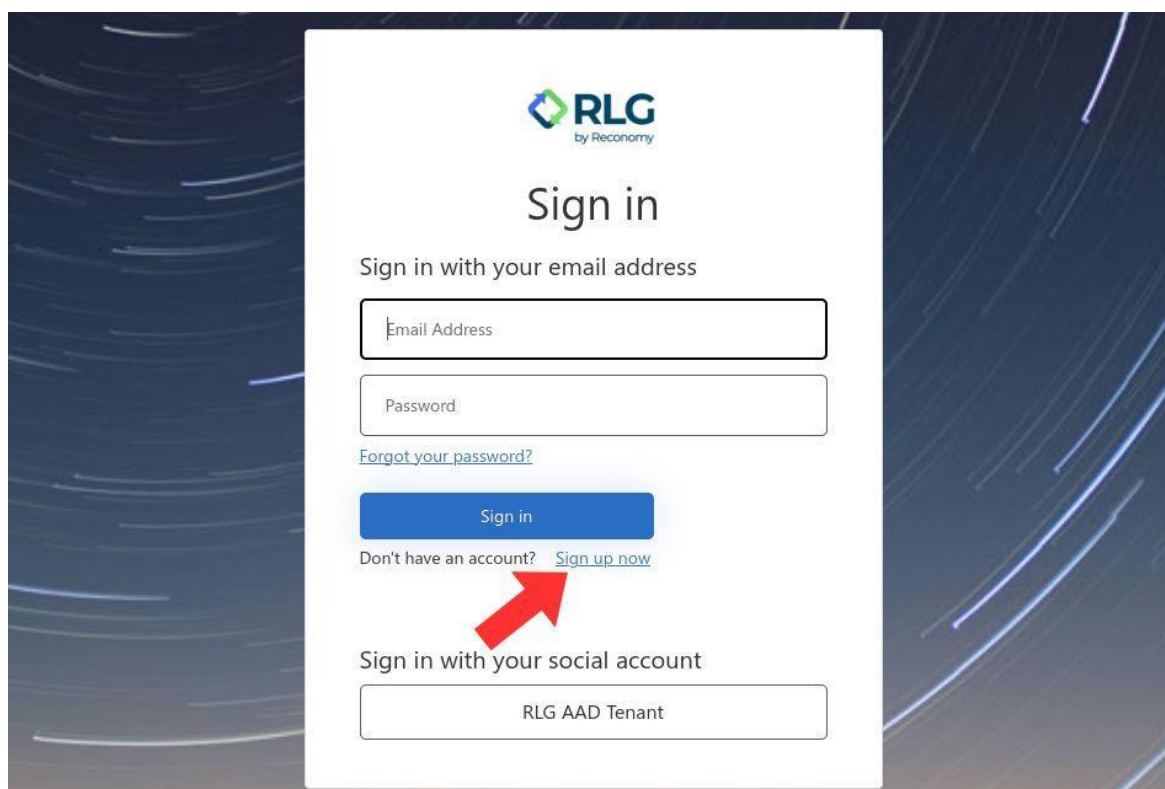 RLG
by Reconomy
Sign in
Sign in with your email address
Email Address
Password
Forgot your password?
Sign in
Don't have an account? Sign up now
Sign in with your social account
RLG AAD Tenant